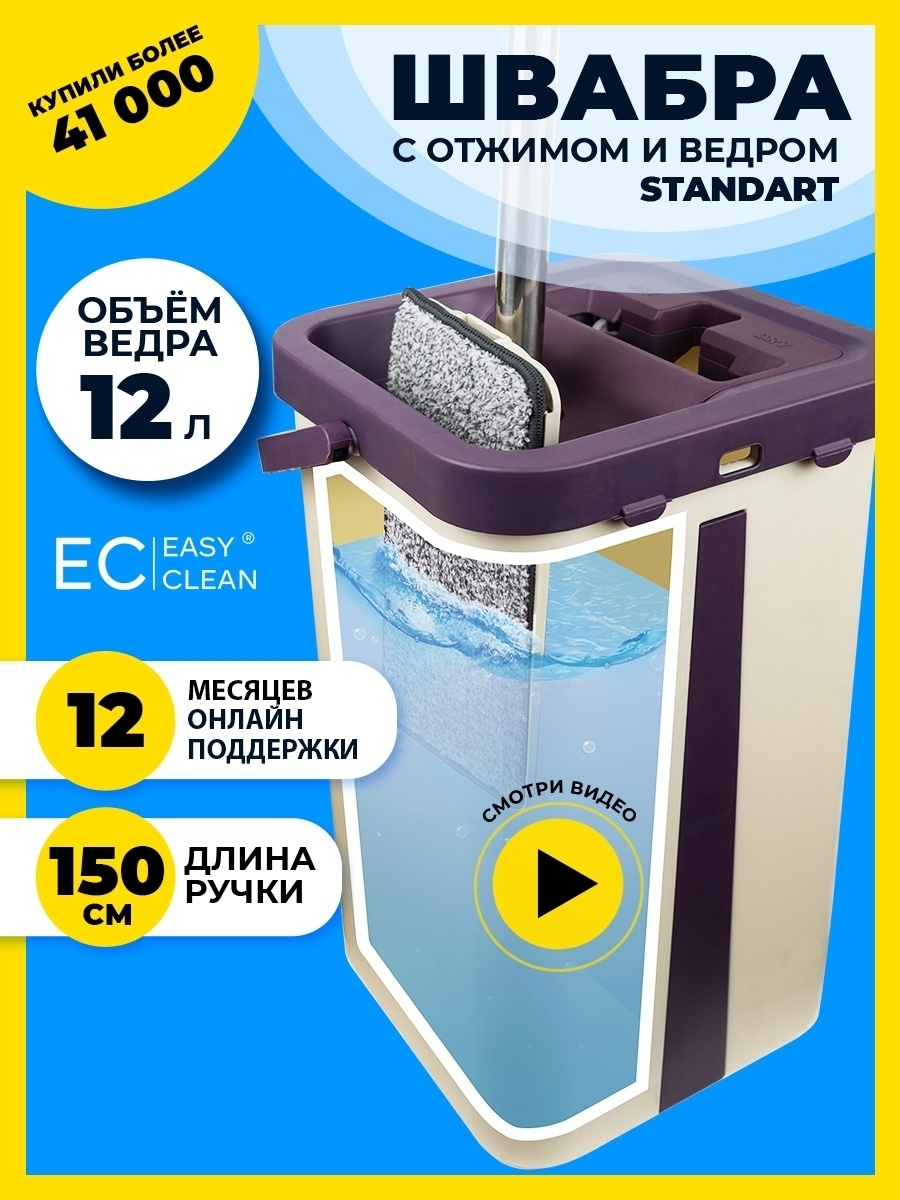 КУПИЛИ БОЛЕЕ
41 000
ШВАБРА
С ОТЖИМОМ И ВЕДРОМ
STANDART
ОБЪЁМ
ВЕДРА
12 л
DRY
EC EASY ®
CLEAN
12
МЕСЯЦЕВ
ОНЛАЙН
ПОДДЕРЖКИ
СМОТРИ ВИДЕО
150
СМ
ДЛИНА
РУЧКИ